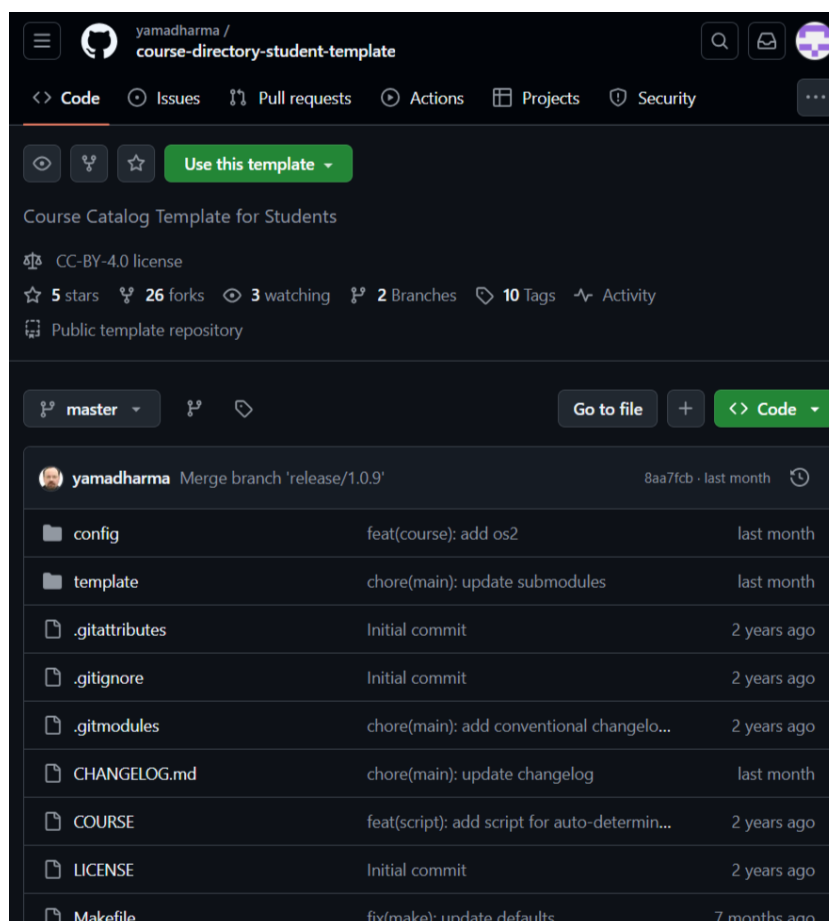 yamadharma /
course-directory-student-template
Code Issues Pull requests Actions Projects Security
Use this template
Course Catalog Template for Students
CC-BY-4.0 license
5 stars 26 forks 3 watching 2 Branches 10 Tags Activity
Public template repository
master Go to file Code
yamadharma Merge branch 'release/1.0.9' 8aa7fcb · last month
config feat(course): add os2 last month
template chore(main): update submodules last month
.gitattributes Initial commit 2 years ago
.gitignore Initial commit 2 years ago
.gitmodules chore(main): add conventional changelo... 2 years ago
CHANGELOG.md chore(main): update changelog last month
COURSE feat(script): add script for auto-determin... 2 years ago
LICENSE Initial commit 2 years ago
Makefile fix(make): update defaults 7 months ago